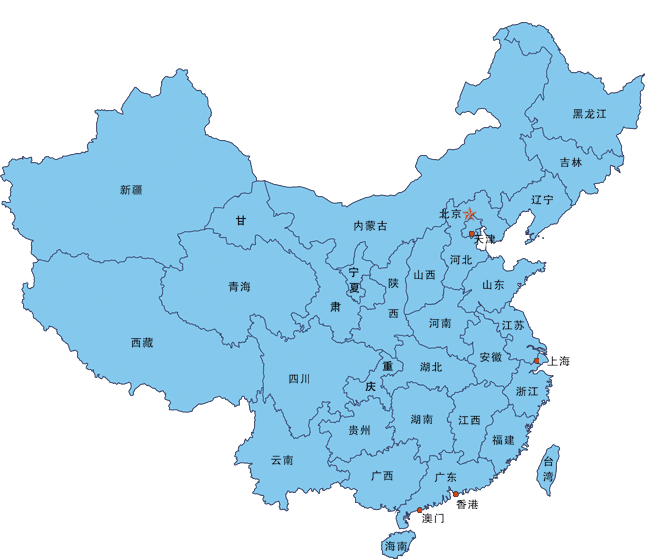 黑龙江
吉林
新疆
辽宁
北京
甘
内蒙古
天津
河北
宁夏
山西
陕西
青海
山东
肃
江苏
河南
西藏
安徽
上海
重庆
湖北
四川
浙江
湖南
江西
贵州
福建
云南
台湾
广西
广东
香港
澳门
海南